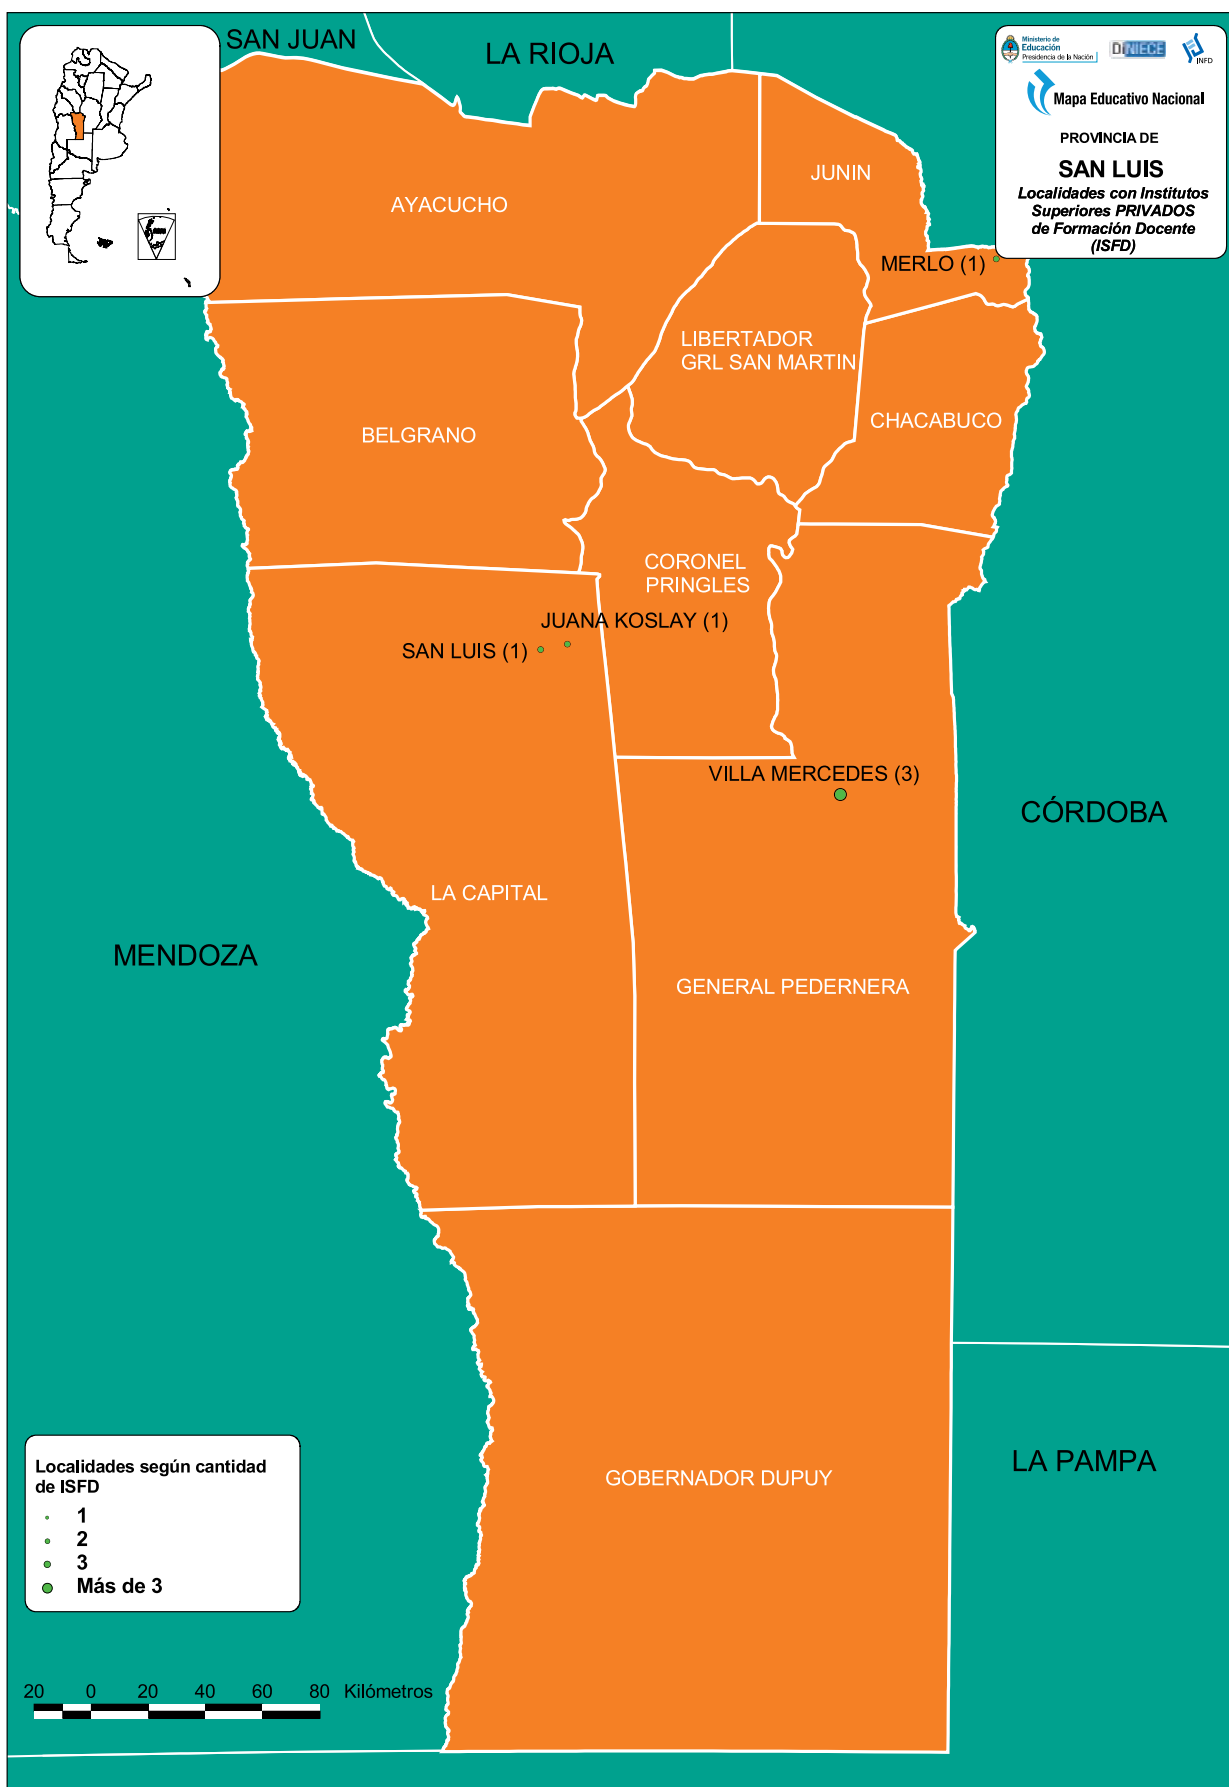 SAN JUAN
LA RIOJA
Ministerio de
Educación
Presidencia de la Nación
DiNIECE
INFD
Mapa Educativo Nacional
PROVINCIA DE
SAN LUIS
Localidades con Institutos
Superiores PRIVADOS
de Formación Docente
(ISFD)
JUNIN
AYACUCHO
MERLO (1)
LIBERTADOR
GRL SAN MARTIN
CHACABUCO
BELGRANO
CORONEL
PRINGLES
JUANA KOSLAY (1)
SAN LUIS (1)
VILLA MERCEDES (3)
CÓRDOBA
LA CAPITAL
MENDOZA
GENERAL PEDERNERA
LA PAMPA
GOBERNADOR DUPUY
Localidades según cantidad
de ISFD
1
2
3
Más de 3
20 0 20 40 60 80 Kilómetros